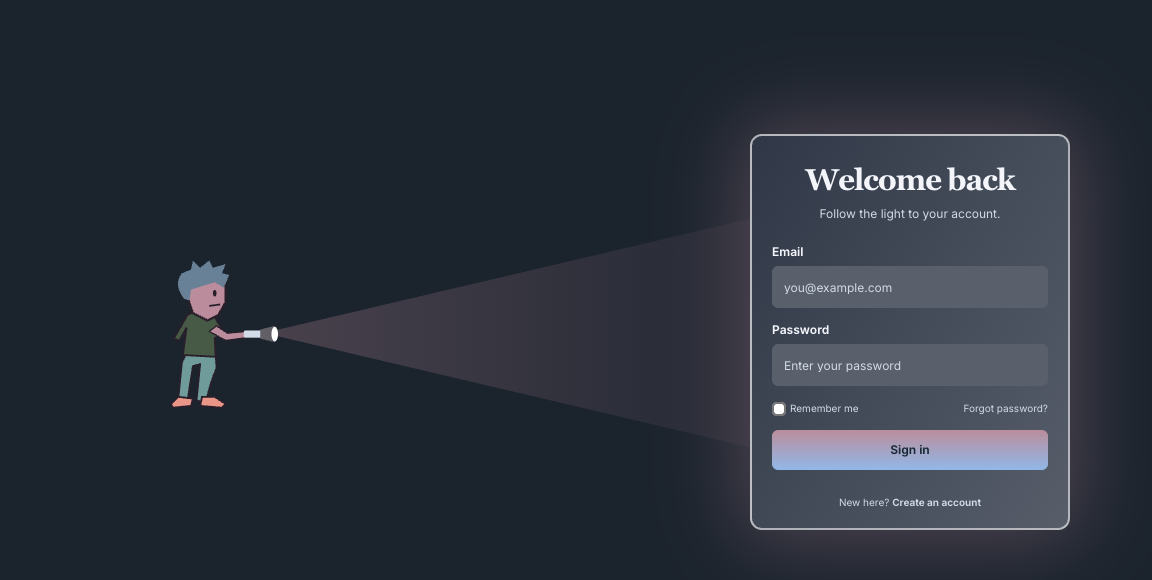 Welcome back
Follow the light to your account.
Email
you@example.com
Password
Enter your password
Remember me Forgot password?
Sign in
New here? Create an account